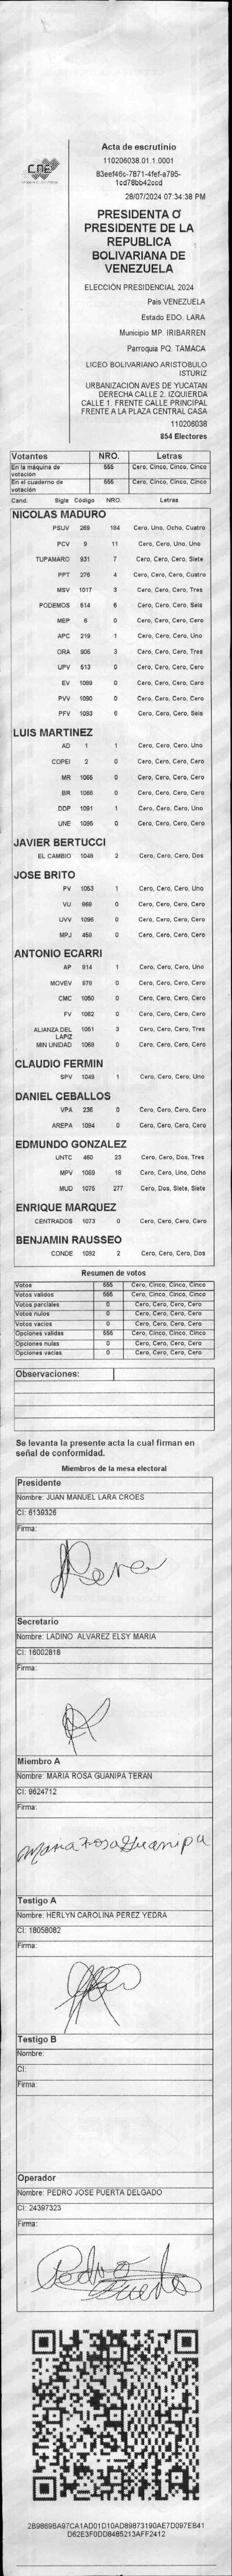 CNE
Acta de escrutinio
110206038.01.1.0001
83eef46c-7871-4fef-a795-
1cd78bb42ccd
28/07/2024 07:34:38 PM
PRESIDENTA O
PRESIDENTE DE LA
REPUBLICA
BOLIVARIANA DE
VENEZUELA
ELECCIÓN PRESIDENCIAL 2024
Pais VENEZUELA
Estado EDO. LARA
Municipio MP. IRIBARREN
Parroquia PQ. TAMACA
LICEO BOLIVARIANO ARISTOBULO
ISTURIZ
URBANIZACION AVES DE YUCATAN
DERECHA CALLE 2. IZQUIERDA
CALLE 1. FRENTE CALLE PRINCIPAL
FRENTE A LA PLAZA CENTRAL CASA
110206038
854 Electores
Votantes NRO. Letras
En la máquina de votación 555 Cero, Cinco, Cinco, Cinco
En el cuaderno de votación 555 Cero, Cinco, Cinco, Cinco
Cand. Sigla Código NRO. Letras
NICOLAS MADURO
PSUV 269 184 Cero, Uno, Ocho, Cuatro
PCV 9 11 Cero, Cero, Uno, Uno
TUPAMARO 931 7 Cero, Cero, Cero, Siete
PPT 276 4 Cero, Cero, Cero, Cuatro
MSV 1017 3 Cero, Cero, Cero, Tres
PODEMOS 514 6 Cero, Cero, Cero, Seis
MEP 6 0 Cero, Cero, Cero, Cero
APC 219 1 Cero, Cero, Cero, Uno
ORA 906 3 Cero, Cero, Cero, Tres
UPV 513 0 Cero, Cero, Cero, Cero
EV 1089 0 Cero, Cero, Cero, Cero
PVV 1090 0 Cero, Cero, Cero, Cero
PFV 1093 6 Cero, Cero, Cero, Seis
LUIS MARTINEZ
AD 1 1 Cero, Cero, Cero, Uno
COPEI 2 0 Cero, Cero, Cero, Cero
MR 1065 0 Cero, Cero, Cero, Cero
BR 1066 0 Cero, Cero, Cero, Cero
DDP 1091 1 Cero, Cero, Cero, Uno
UNE 1095 0 Cero, Cero, Cero, Cero
JAVIER BERTUCCI
EL CAMBIO 1046 2 Cero, Cero, Cero, Dos
JOSE BRITO
PV 1053 1 Cero, Cero, Cero, Uno
VU 868 0 Cero, Cero, Cero, Cero
UVV 1096 0 Cero, Cero, Cero, Cero
MPJ 458 0 Cero, Cero, Cero, Cero
ANTONIO ECARRI
AP 914 1 Cero, Cero, Cero, Uno
MOVEV 978 0 Cero, Cero, Cero, Cero
CMC 1050 0 Cero, Cero, Cero, Cero
FV 1062 0 Cero, Cero, Cero, Cero
ALIANZA DEL LAPIZ 1051 3 Cero, Cero, Cero, Tres
MIN UNIDAD 1068 0 Cero, Cero, Cero, Cero
CLAUDIO FERMIN
SPV 1049 1 Cero, Cero, Cero, Uno
DANIEL CEBALLOS
VPA 236 0 Cero, Cero, Cero, Cero
AREPA 1094 0 Cero, Cero, Cero, Cero
EDMUNDO GONZALEZ
UNTC 460 23 Cero, Cero, Dos, Tres
MPV 1069 18 Cero, Cero, Uno, Ocho
MUD 1075 277 Cero, Dos, Siete, Siete
ENRIQUE MARQUEZ
CENTRADOS 1073 0 Cero, Cero, Cero, Cero
BENJAMIN RAUSSEO
CONDE 1092 2 Cero, Cero, Cero, Dos
Resumen de votos
Votos 555 Cero, Cinco, Cinco, Cinco
Votos validos 555 Cero, Cinco, Cinco, Cinco
Votos parciales 0 Cero, Cero, Cero, Cero
Votos nulos 0 Cero, Cero, Cero, Cero
Votos vacios 0 Cero, Cero, Cero, Cero
Opciones validas 555 Cero, Cinco, Cinco, Cinco
Opciones nulas 0 Cero, Cero, Cero, Cero
Opciones vacias 0 Cero, Cero, Cero, Cero
Observaciones:
Se levanta la presente acta la cual firman en
señal de conformidad.
Miembros de la mesa electoral
Presidente
Nombre: JUAN MANUEL LARA CROES
CI: 6139326
Firma:
Secretario
Nombre: LADINO ALVAREZ ELSY MARIA
CI: 16002818
Firma:
Miembro A
Nombre: MARIA ROSA GUANIPA TERAN
CI: 9624712
Firma:
Maria Rosa Guanipa
Testigo A
Nombre: HERLYN CAROLINA PEREZ YEDRA
CI: 18058082
Firma:
Testigo B
Nombre:
CI:
Firma:
Operador
Nombre: PEDRO JOSE PUERTA DELGADO
CI: 24397323
Firma:
Pedro
Puerta
2B9869BA97CA1AD01D10AD89873190AE7D097EB41
D62E3F0DD8465213AFF2412